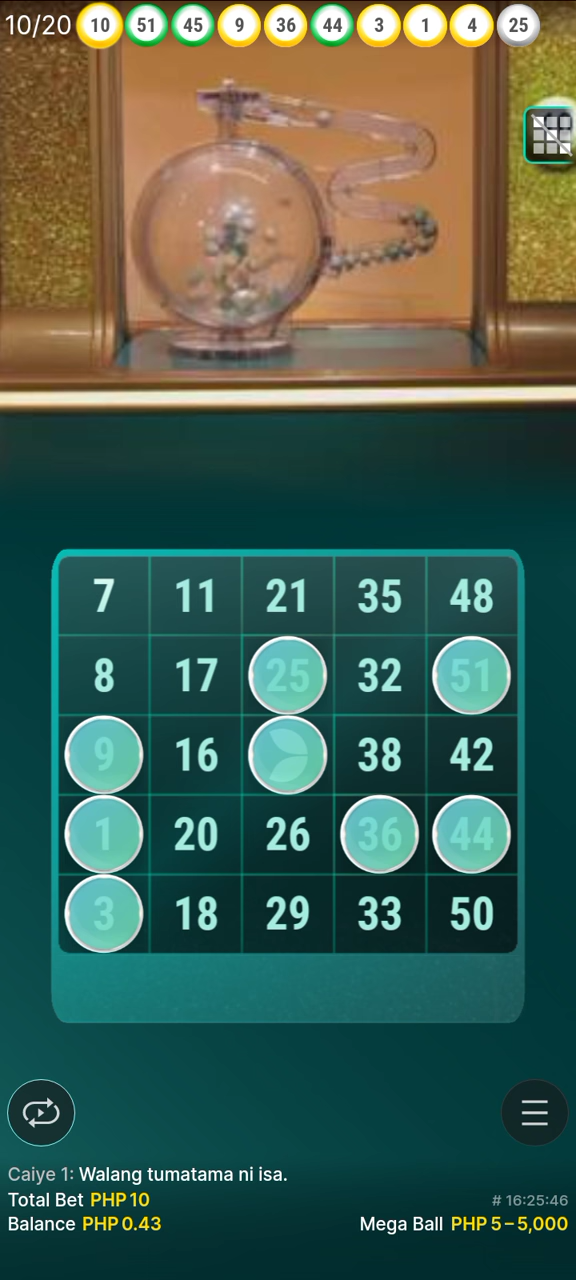 10/20 10 51 45 9 36 44 3 1 4 25
7 11 21 35 48
8 17 25 32 51
9 16 38 42
1 20 26 36 44
3 18 29 33 50
Caiye 1: Walang tumatama ni isa.
Total Bet PHP 10
# 16:25:46
Balance PHP 0.43
Mega Ball PHP 5–5,000